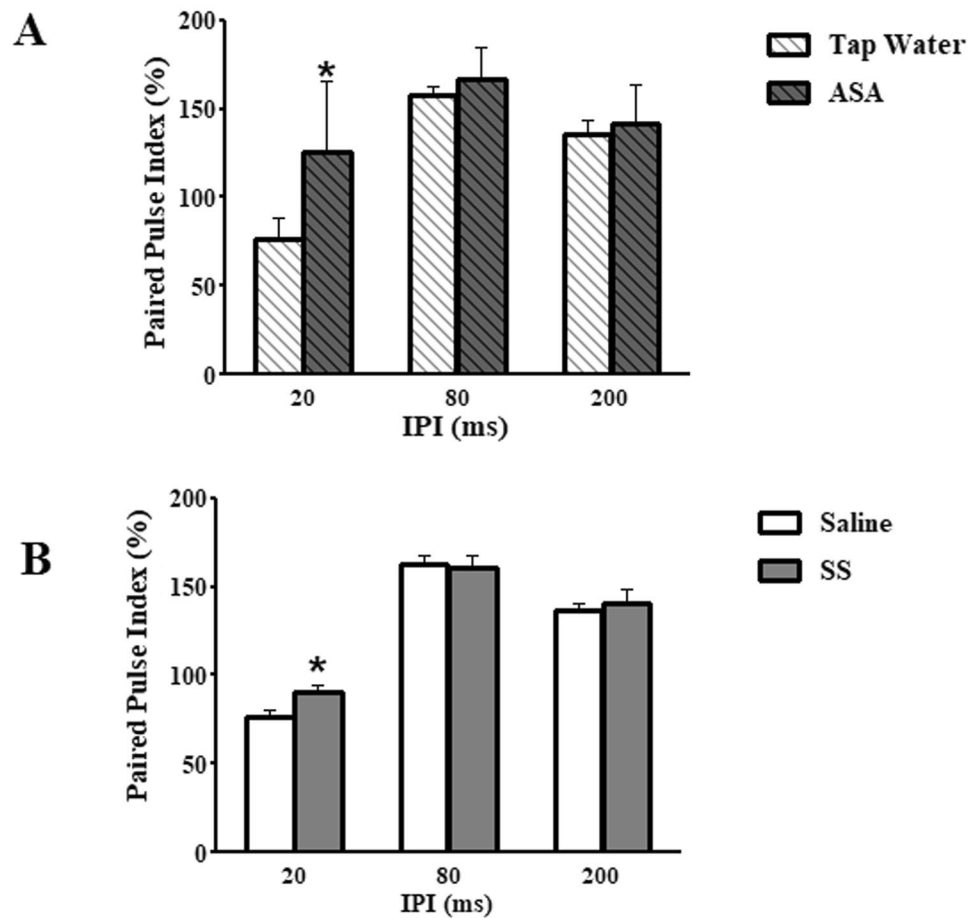 A
Paired Pulse Index (%)
200
150
100
50
0
*
20
80
200
IPI (ms)
Tap Water
ASA
B
Paired Pulse Index (%)
200
150
100
50
0
*
20
80
200
IPI (ms)
Saline
SS